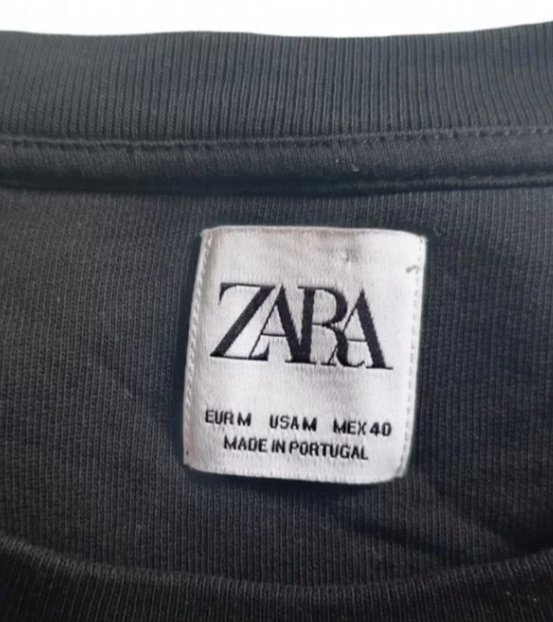 ZARA
EUR M USA M MEX 40
MADE IN PORTUGAL